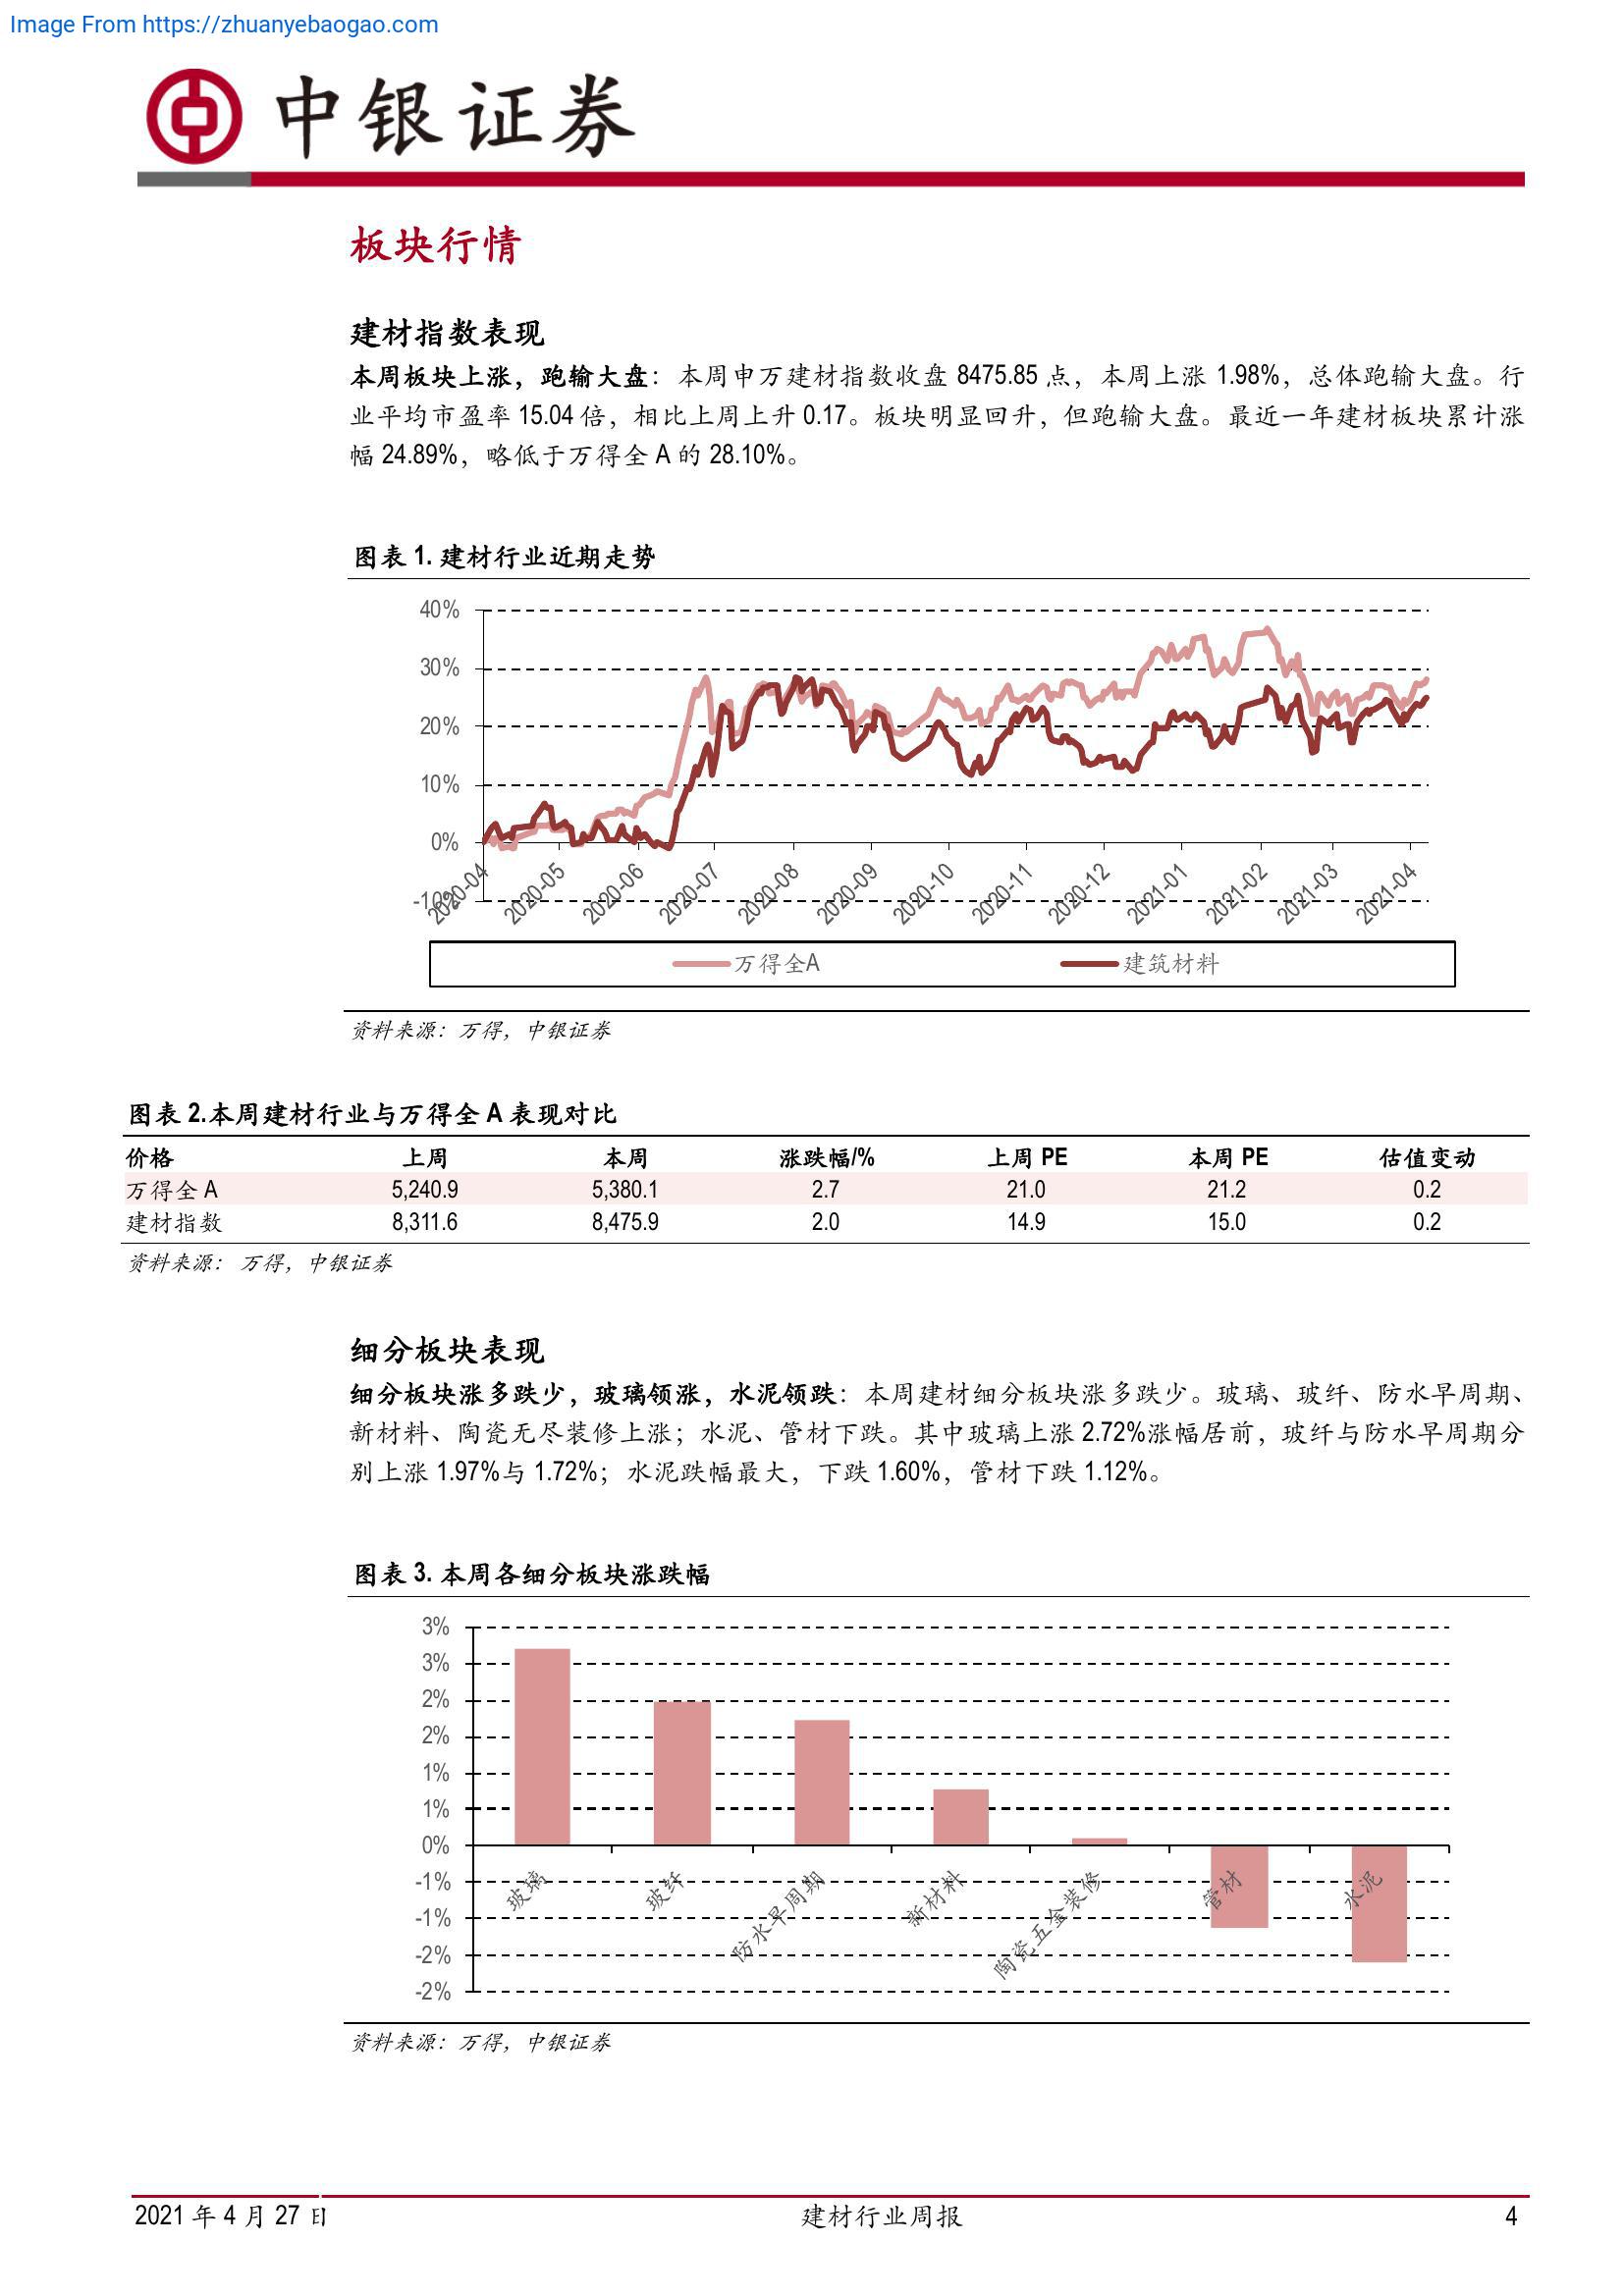 Image From https://zhuanyebaogao.com
中银证券
板块行情
建材指数表现
本周板块上涨，跑输大盘：本周申万建材指数收盘 8475.85 点，本周上涨 1.98%，总体跑输大盘。行
业平均市盈率 15.04 倍，相比上周上升 0.17。板块明显回升，但跑输大盘。最近一年建材板块累计涨
幅 24.89%，略低于万得全 A 的 28.10%。
图表 1. 建材行业近期走势
40%
30%
20%
10%
0%
-10%
2020-04 2020-05 2020-06 2020-07 2020-08 2020-09 2020-10 2020-11 2020-12 2021-01 2021-02 2021-03 2021-04
万得全A 建筑材料
资料来源：万得，中银证券
图表 2.本周建材行业与万得全 A 表现对比
价格 上周 本周 涨跌幅/% 上周 PE 本周 PE 估值变动
万得全 A 5,240.9 5,380.1 2.7 21.0 21.2 0.2
建材指数 8,311.6 8,475.9 2.0 14.9 15.0 0.2
资料来源： 万得，中银证券
细分板块表现
细分板块涨多跌少，玻璃领涨，水泥领跌：本周建材细分板块涨多跌少。玻璃、玻纤、防水早周期、
新材料、陶瓷无尽装修上涨；水泥、管材下跌。其中玻璃上涨 2.72%涨幅居前，玻纤与防水早周期分
别上涨 1.97%与 1.72%；水泥跌幅最大，下跌 1.60%，管材下跌 1.12%。
图表 3. 本周各细分板块涨跌幅
3%
3%
2%
2%
1%
1%
0%
-1%
-1%
-2%
-2%
玻璃 玻纤 防水早周期 新材料 陶瓷五金装修 管材 水泥
资料来源：万得，中银证券
2021 年 4 月 27 日 建材行业周报 4